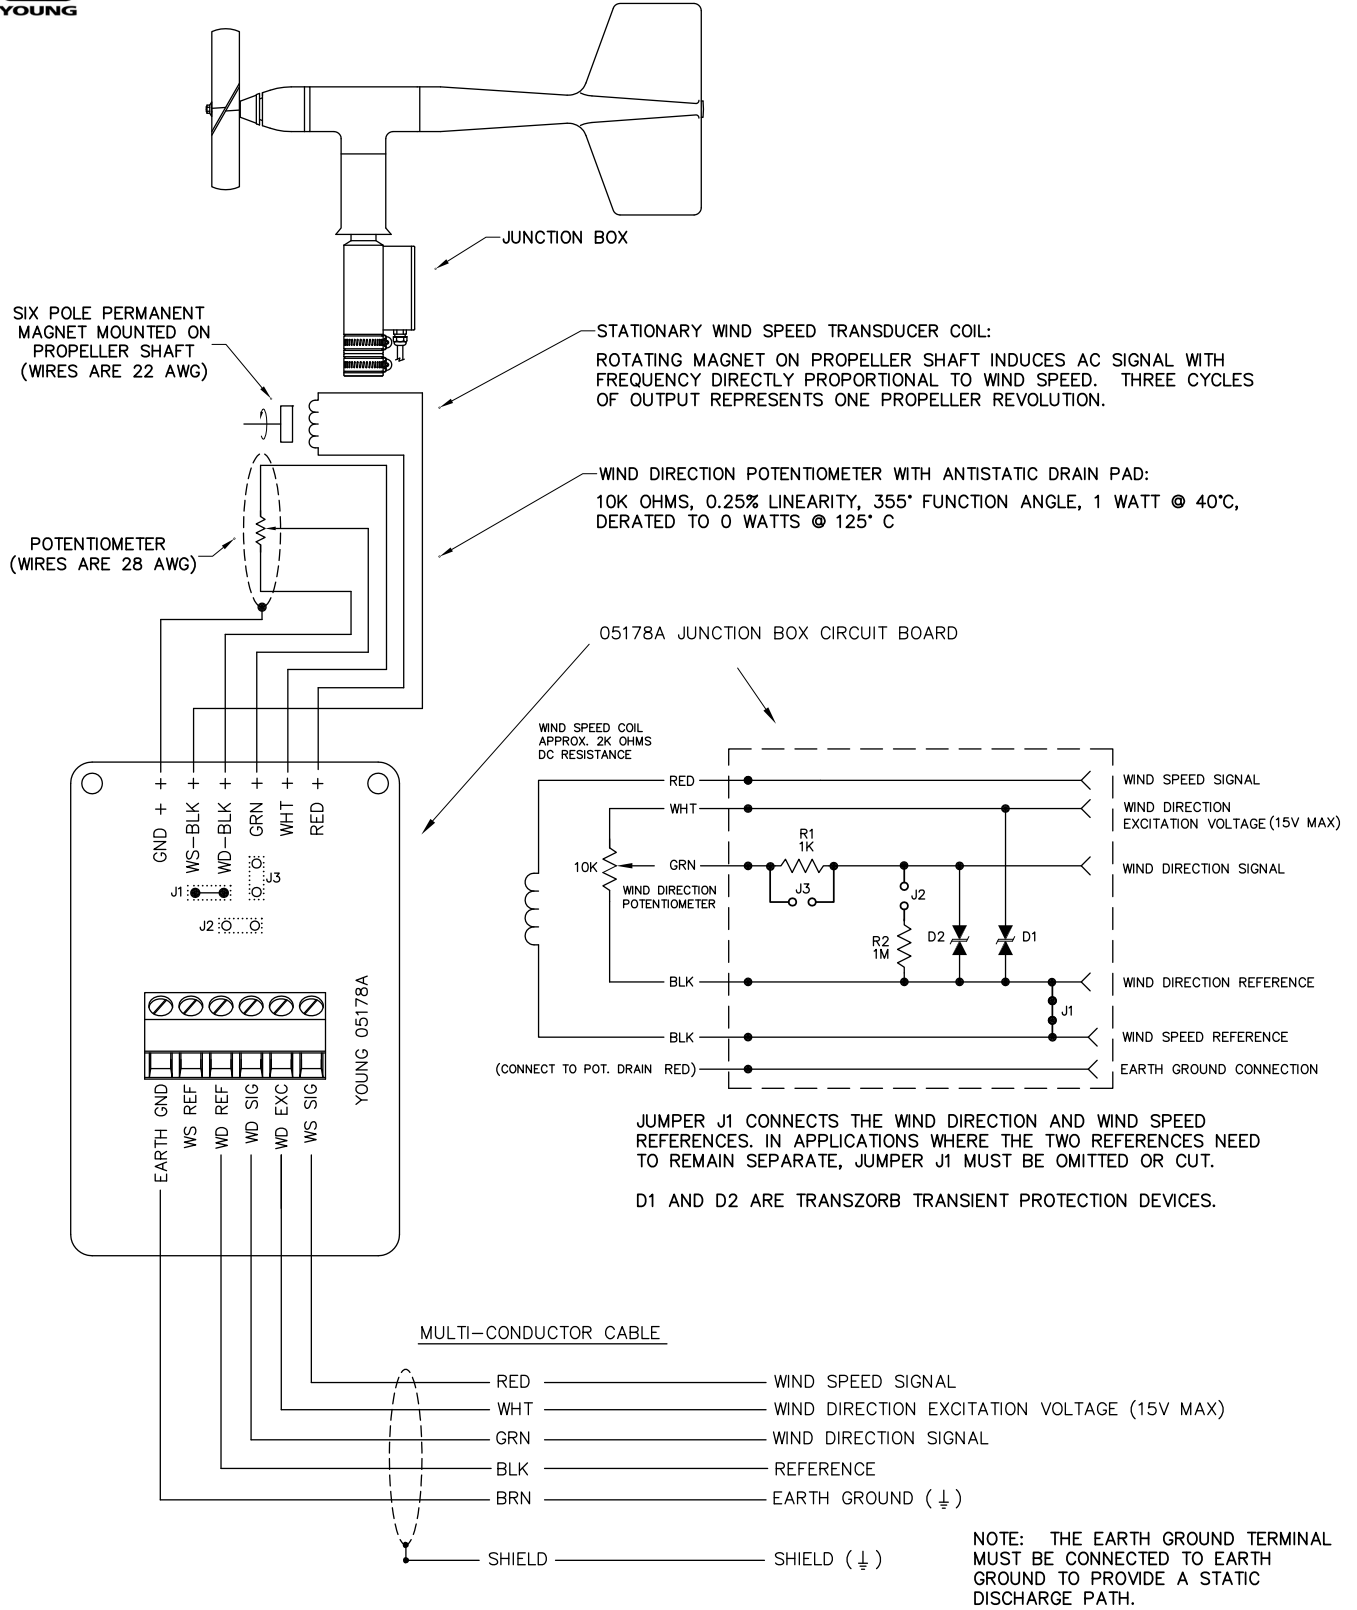 YOUNG
JUNCTION BOX
SIX POLE PERMANENT
MAGNET MOUNTED ON
PROPELLER SHAFT
(WIRES ARE 22 AWG)
STATIONARY WIND SPEED TRANSDUCER COIL:
ROTATING MAGNET ON PROPELLER SHAFT INDUCES AC SIGNAL WITH
FREQUENCY DIRECTLY PROPORTIONAL TO WIND SPEED. THREE CYCLES
OF OUTPUT REPRESENTS ONE PROPELLER REVOLUTION.
WIND DIRECTION POTENTIOMETER WITH ANTISTATIC DRAIN PAD:
10K OHMS, 0.25% LINEARITY, 355° FUNCTION ANGLE, 1 WATT @ 40°C,
DERATED TO 0 WATTS @ 125° C
POTENTIOMETER
(WIRES ARE 28 AWG)
05178A JUNCTION BOX CIRCUIT BOARD
GND +
WS-BLK +
WD-BLK +
GRN +
WHT +
RED +
J1
J3
J2
YOUNG 05178A
EARTH GND
WS REF
WD REF
WD SIG
WD EXC
WS SIG
WIND SPEED COIL
APPROX. 2K OHMS
DC RESISTANCE
RED
WIND SPEED SIGNAL
WHT
WIND DIRECTION
EXCITATION VOLTAGE (15V MAX)
R1
1K
10K
GRN
WIND DIRECTION SIGNAL
WIND DIRECTION
POTENTIOMETER
J3
J2
R2
1M
D2
D1
BLK
WIND DIRECTION REFERENCE
J1
BLK
WIND SPEED REFERENCE
(CONNECT TO POT. DRAIN RED)
EARTH GROUND CONNECTION
JUMPER J1 CONNECTS THE WIND DIRECTION AND WIND SPEED
REFERENCES. IN APPLICATIONS WHERE THE TWO REFERENCES NEED
TO REMAIN SEPARATE, JUMPER J1 MUST BE OMITTED OR CUT.
D1 AND D2 ARE TRANSZORB TRANSIENT PROTECTION DEVICES.
MULTI-CONDUCTOR CABLE
RED WIND SPEED SIGNAL
WHT WIND DIRECTION EXCITATION VOLTAGE (15V MAX)
GRN WIND DIRECTION SIGNAL
BLK REFERENCE
BRN EARTH GROUND (⏚)
SHIELD SHIELD (⏚)
NOTE: THE EARTH GROUND TERMINAL
MUST BE CONNECTED TO EARTH
GROUND TO PROVIDE A STATIC
DISCHARGE PATH.